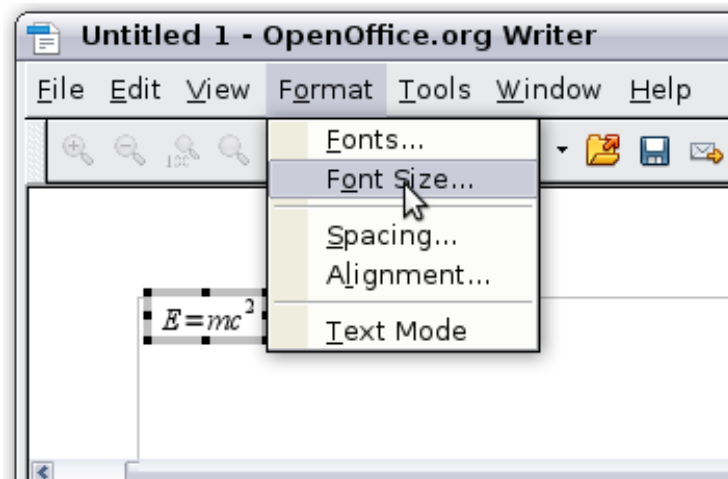 Untitled 1 - OpenOffice.org Writer
File Edit View Format Tools Window Help
Fonts...
Font Size...
Spacing...
Alignment...
Text Mode
E=mc²